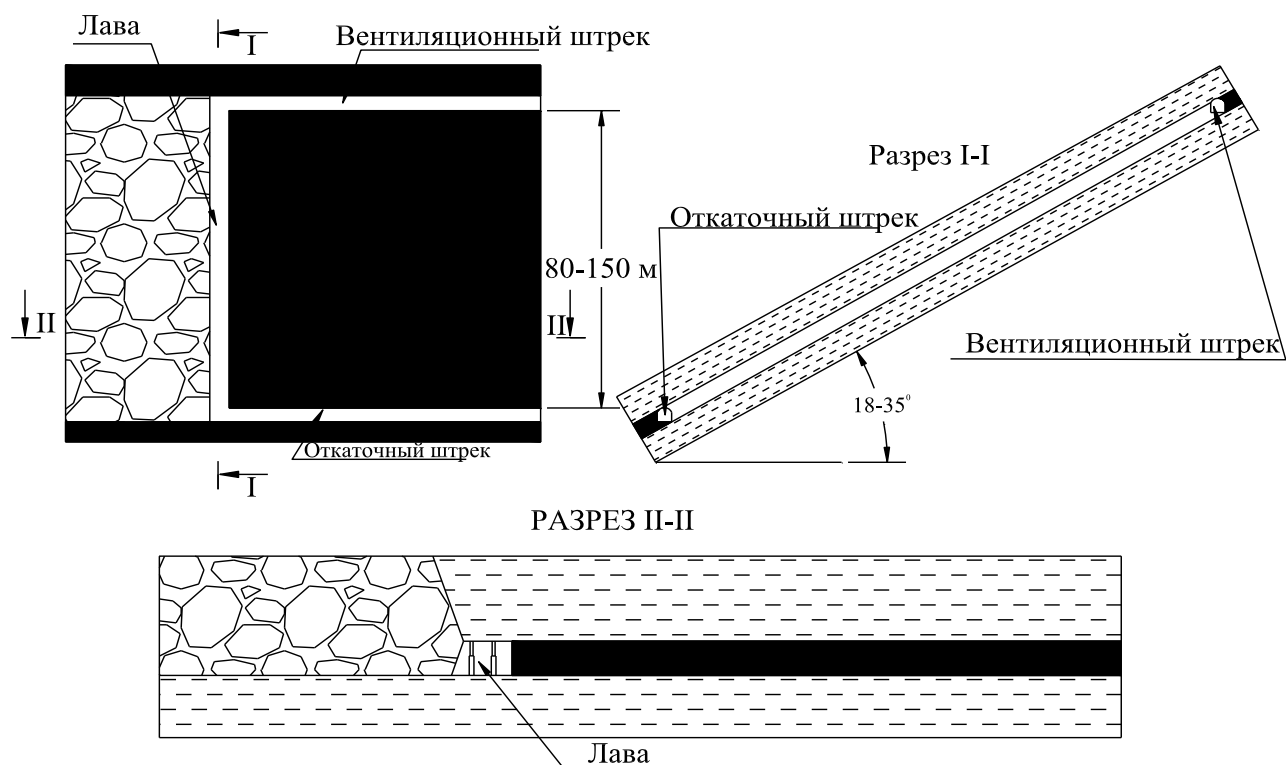 Лава
I
Вентиляционный штрек
Разрез I-I
Откаточный штрек
80-150 м
II
II
Вентиляционный штрек
18-35°
Откаточный штрек
I
РАЗРЕЗ II-II
Лава